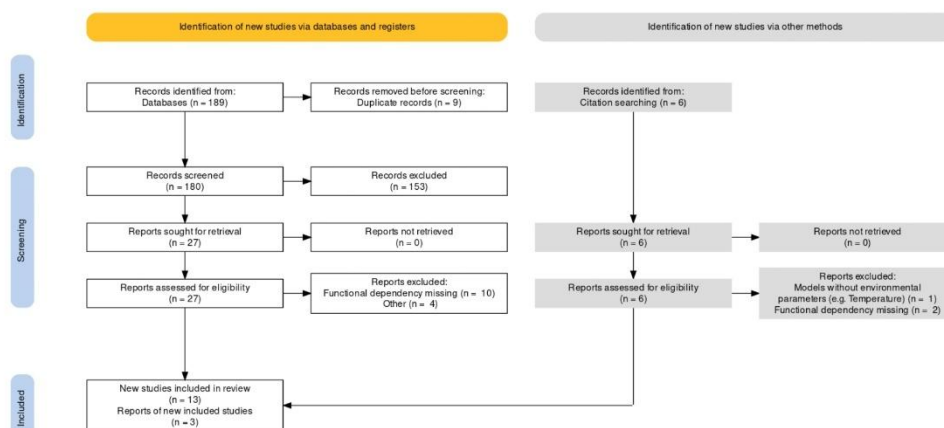 Identification of new studies via databases and registers
Identification of new studies via other methods
Identification
Records identified from:
Databases (n = 189)
Records removed before screening:
Duplicate records (n = 9)
Records identified from:
Citation searching (n = 6)
Screening
Records screened
(n = 180)
Records excluded
(n = 153)
Reports sought for retrieval
(n = 27)
Reports not retrieved
(n = 0)
Reports sought for retrieval
(n = 6)
Reports not retrieved
(n = 0)
Reports assessed for eligibility
(n = 27)
Reports excluded:
Functional dependency missing (n = 10)
Other (n = 4)
Reports assessed for eligibility
(n = 6)
Reports excluded:
Models without environmental
parameters (e.g. Temperature) (n = 1)
Functional dependency missing (n = 2)
Included
New studies included in review
(n = 13)
Reports of new included studies
(n = 3)